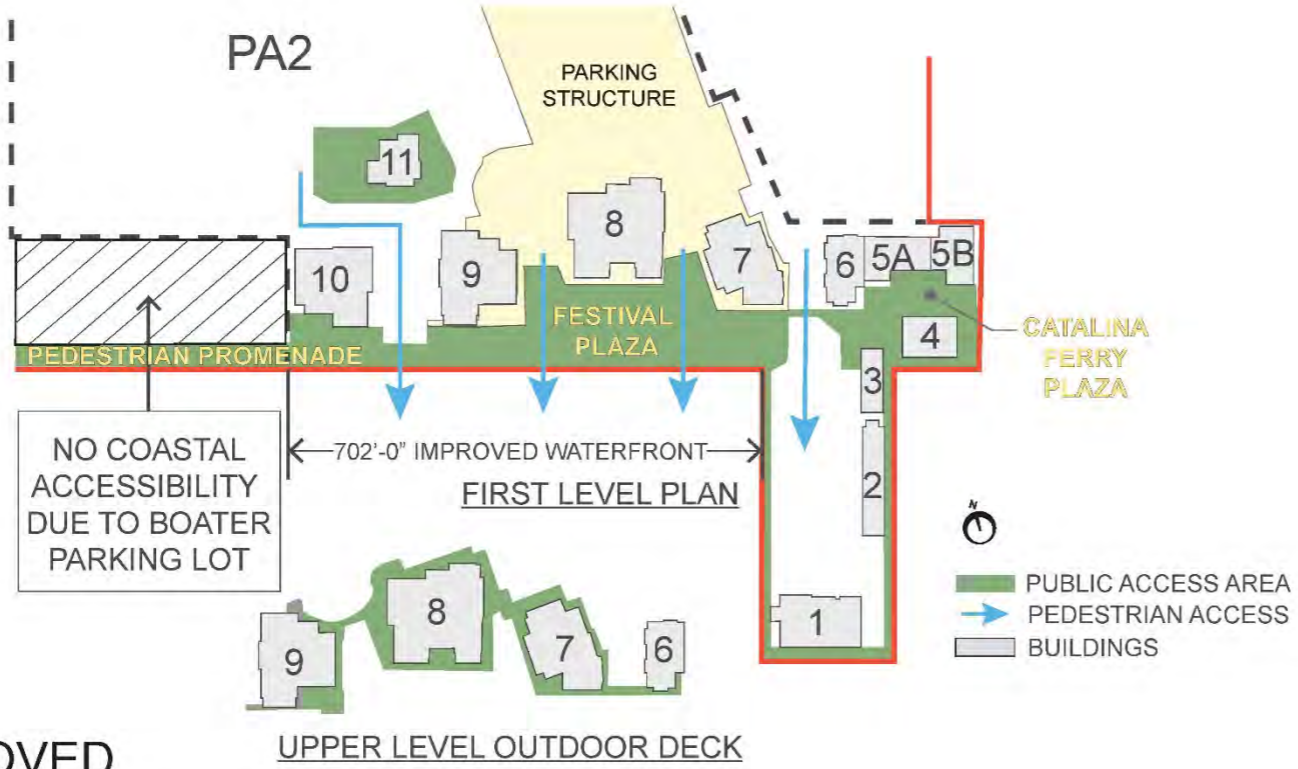 PA2
PARKING
STRUCTURE
11
8
7
6
5A
5B
10
9
4
FESTIVAL
PLAZA
PEDESTRIAN PROMENADE
CATALINA
FERRY
PLAZA
3
2
1
NO COASTAL
ACCESSIBILITY
DUE TO BOATER
PARKING LOT
702'-0" IMPROVED WATERFRONT
FIRST LEVEL PLAN
N
PUBLIC ACCESS AREA
PEDESTRIAN ACCESS
BUILDINGS
9
8
7
6
UPPER LEVEL OUTDOOR DECK
OVED